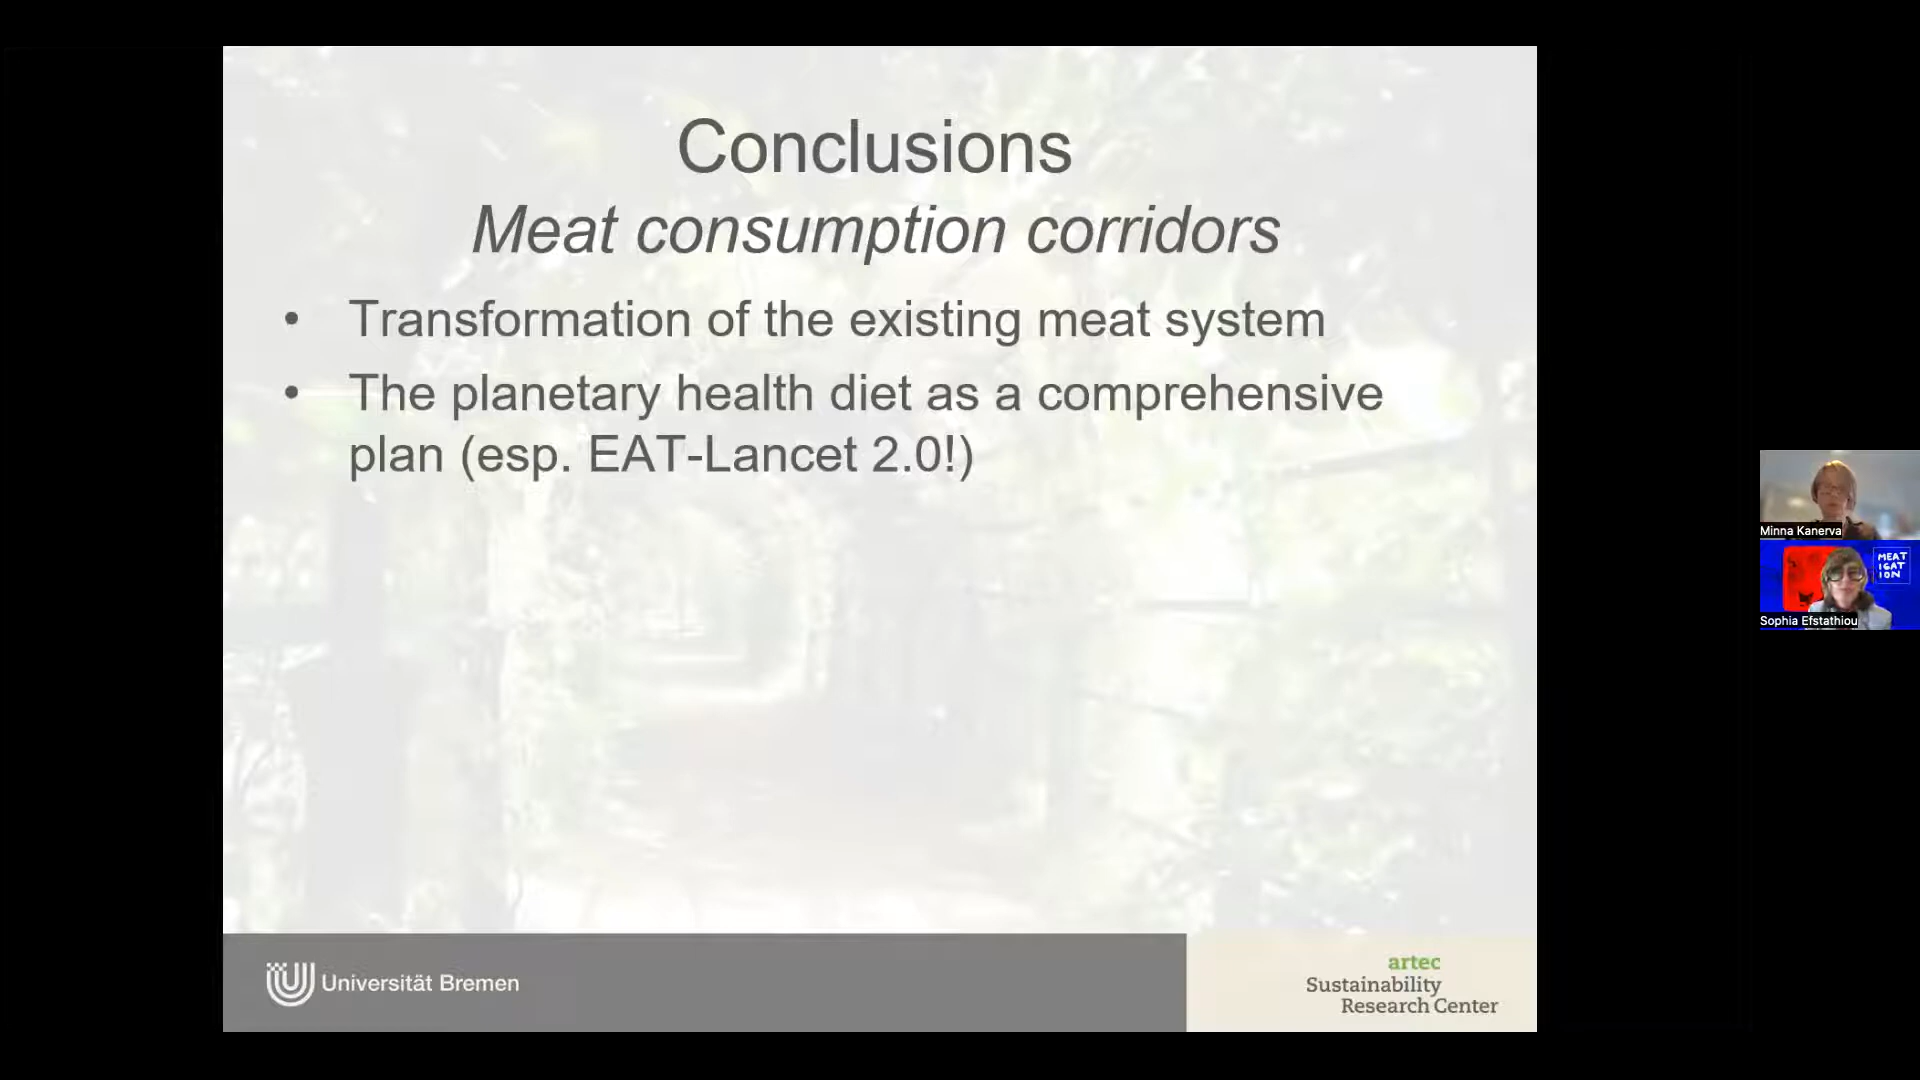 Conclusions
Meat consumption corridors
• Transformation of the existing meat system
• The planetary health diet as a comprehensive
plan (esp. EAT-Lancet 2.0!)
Minna Kanerva
MEAT
IGAT
ION
Sophia Efstathiou
Universität Bremen
artec
Sustainability
Research Center